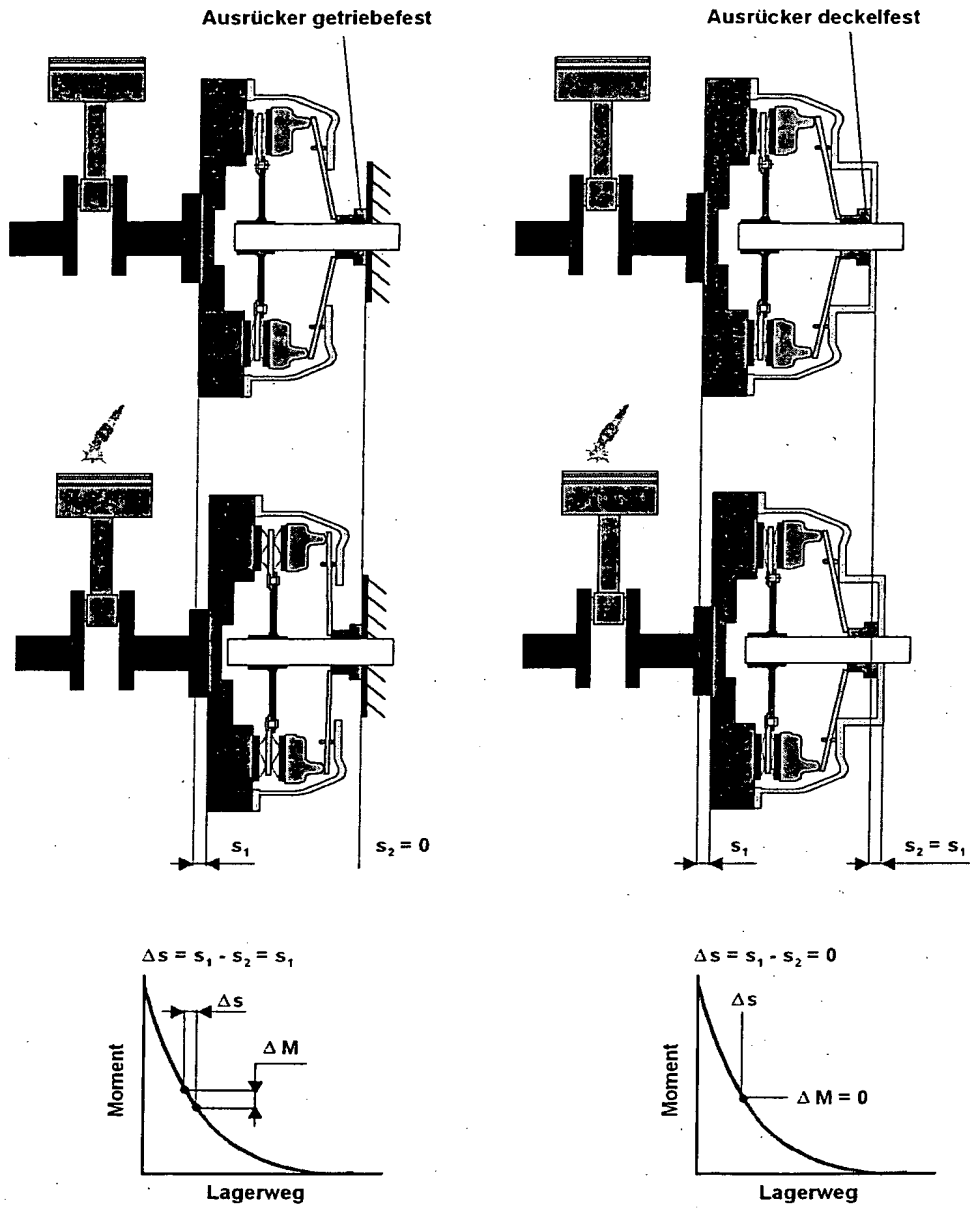 Ausrücker getriebefest
Ausrücker deckelfest
s₁
s₂ = 0
s₁
s₂ = s₁
Δs = s₁ - s₂ = s₁
Δs
ΔM
Moment
Lagerweg
Δs = s₁ - s₂ = 0
Δs
ΔM = 0
Moment
Lagerweg